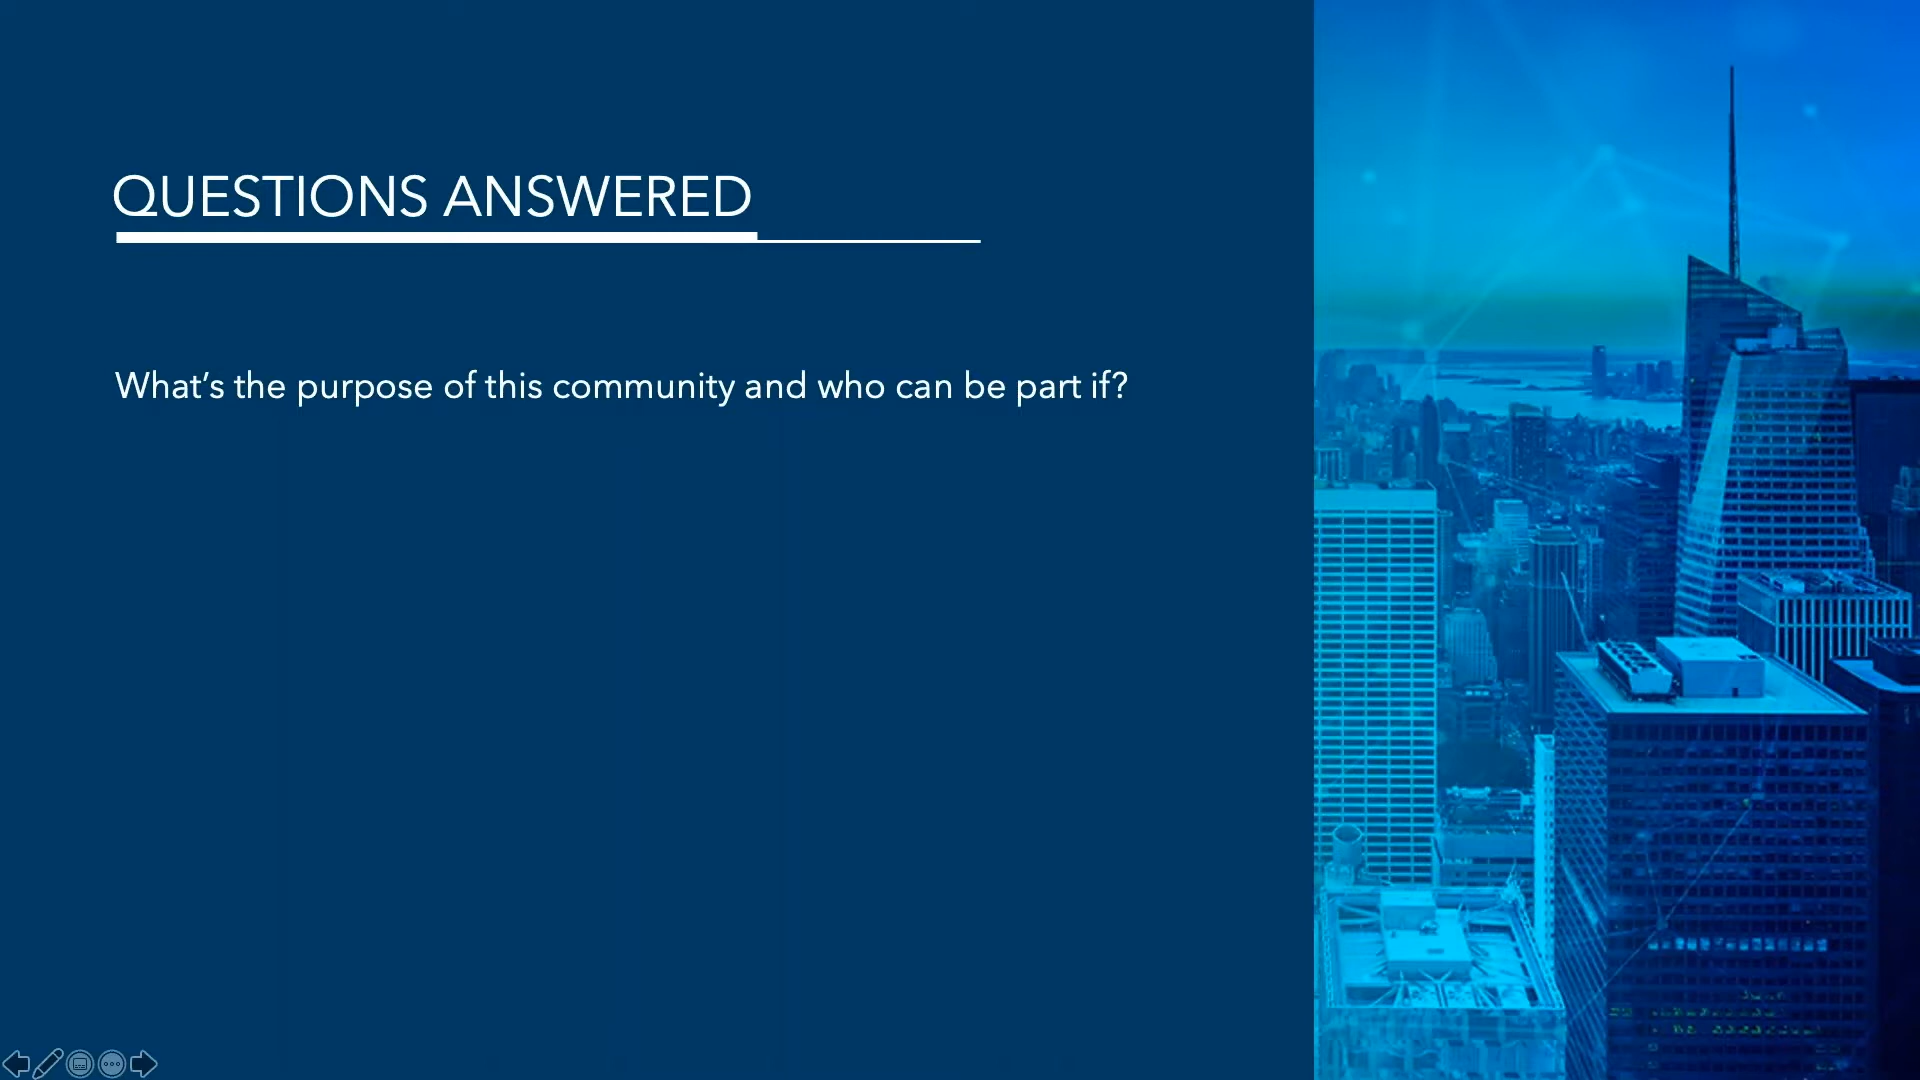 QUESTIONS ANSWERED
What’s the purpose of this community and who can be part if?